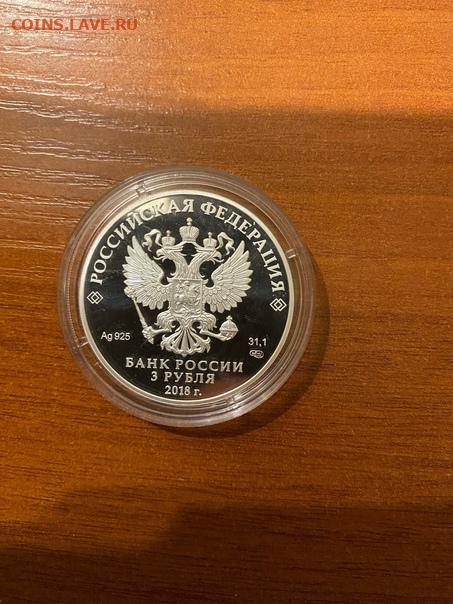 COINS.LAVE.RU
РОССИЙСКАЯ ФЕДЕРАЦИЯ
Ag 925
31,1
БАНК РОССИИ
3 РУБЛЯ
2018 г.